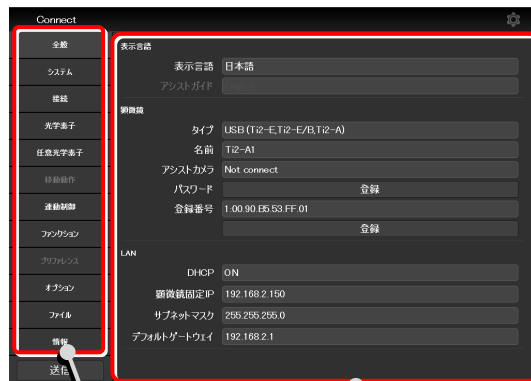 Connect
全般
システム
接続
光学素子
任意光学素子
移動動作
連動制御
ファンクション
プリファレンス
オプション
ファイル
情報
送信
表示言語
表示言語 日本語
アシストガイド
顕微鏡
タイプ USB(Ti2-E,Ti2-E/B,Ti2-A)
名前 Ti2-A1
アシストカメラ Not connect
パスワード 登録
登録番号 1:00.90.B5.53.FF.01
登録
LAN
DHCP ON
顕微鏡固定IP 192.168.2.150
サブネットマスク 255.255.255.0
デフォルトゲートウェイ 192.168.2.1